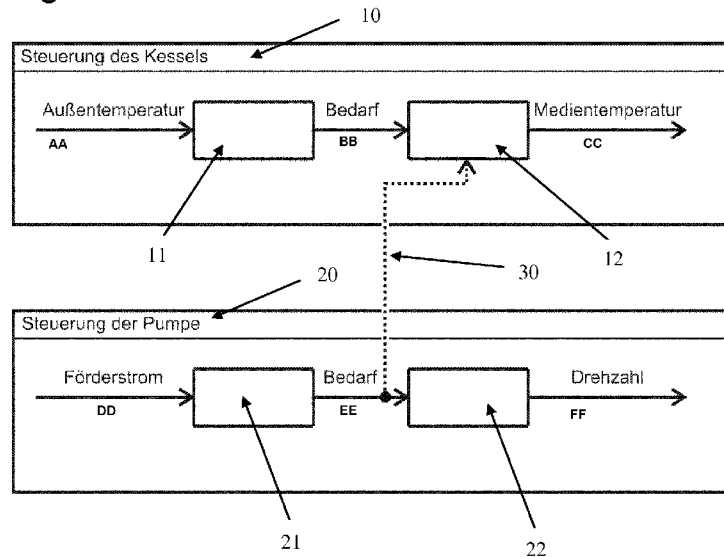 10
Steuerung des Kessels
Außentemperatur Bedarf Medientemperatur
AA BB CC
11 12
30
20
Steuerung der Pumpe
Förderstrom Bedarf Drehzahl
DD EE FF
21 22